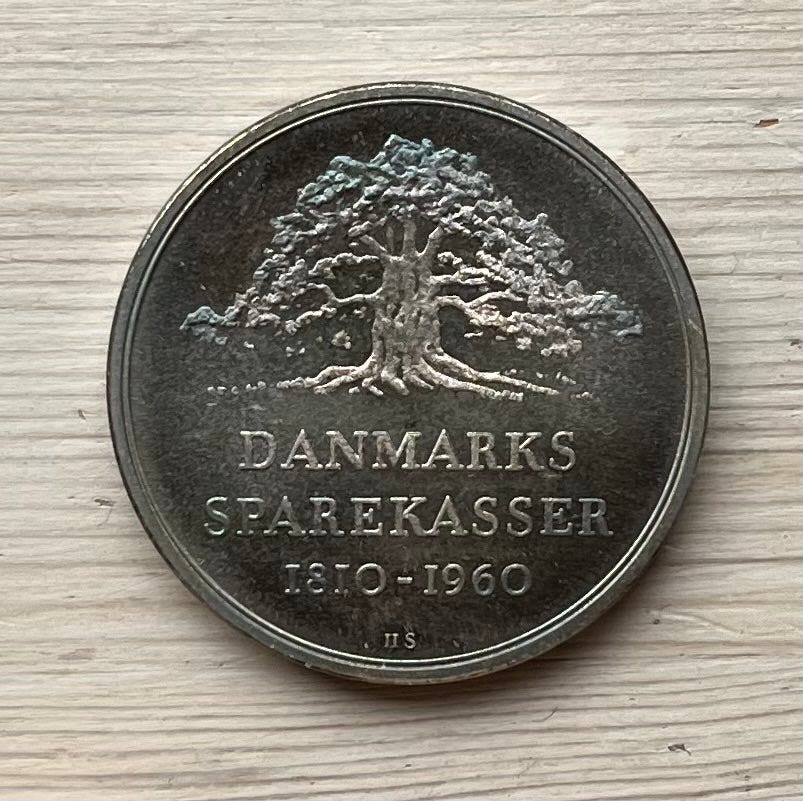 DANMARKS
SPAREKASSER
1810-1960
HS